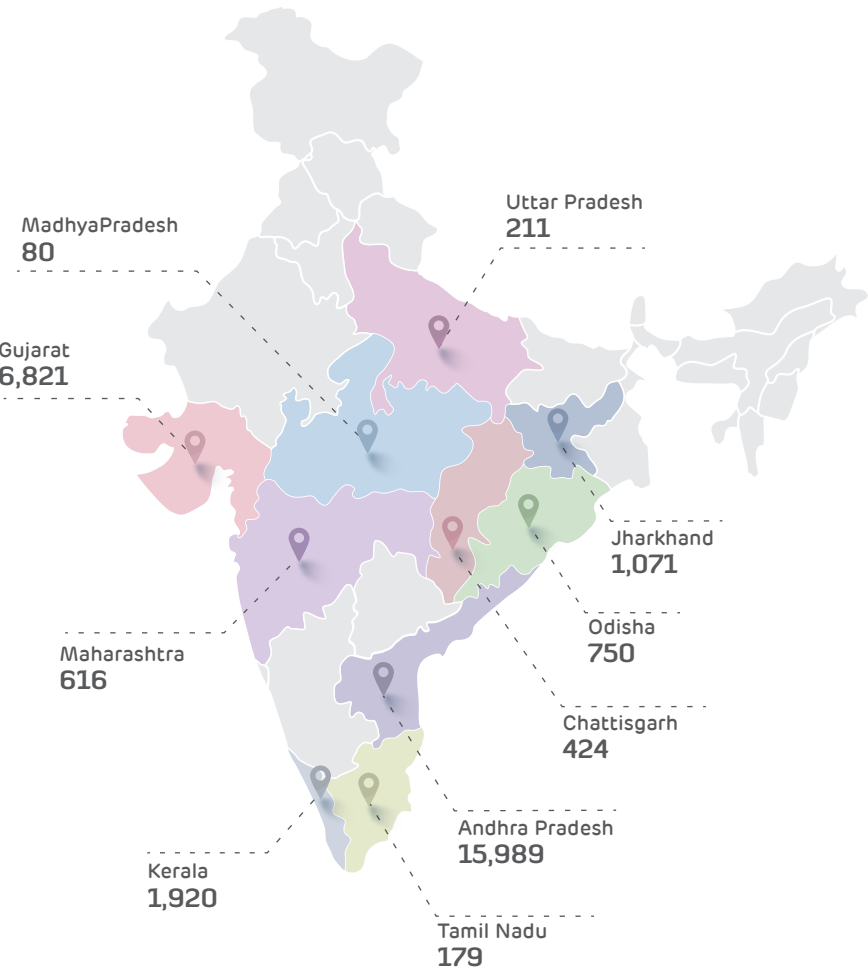 Uttar Pradesh
211
MadhyaPradesh
80
Gujarat
6,821
Jharkhand
1,071
Odisha
750
Maharashtra
616
Chattisgarh
424
Andhra Pradesh
15,989
Kerala
1,920
Tamil Nadu
179